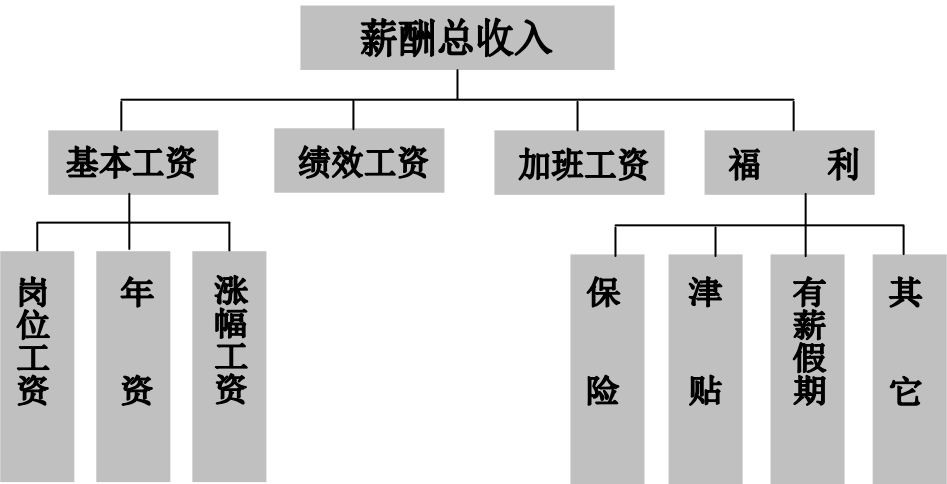 薪酬总收入
基本工资
绩效工资
加班工资
福 利
岗位工资
年 资
涨幅工资
保 险
津 贴
有薪假期
其 它